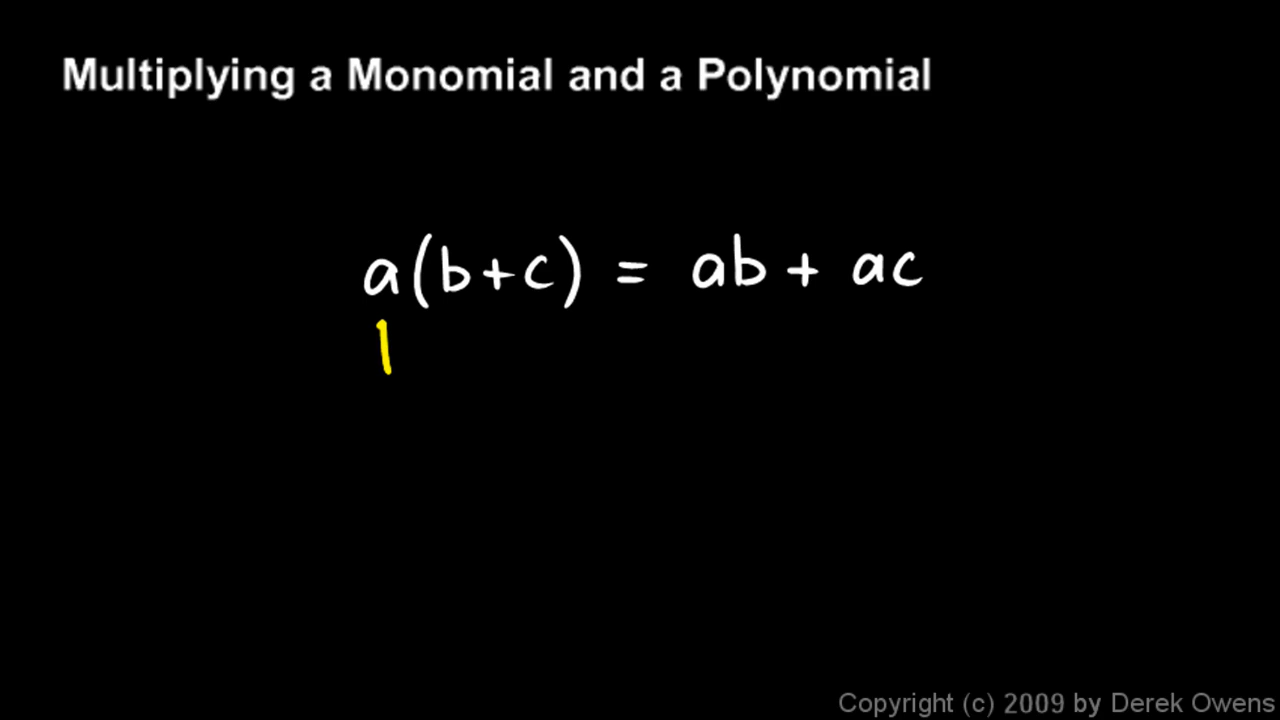 Multiplying a Monomial and a Polynomial
a(b+c) = ab + ac
Copyright (c) 2009 by Derek Owens